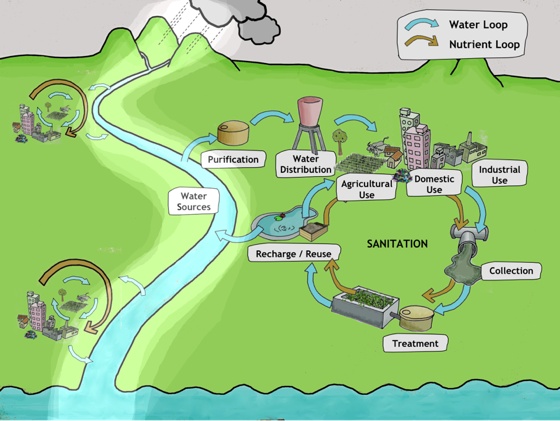 Water Loop
Nutrient Loop
Purification
Water
Distribution
Agricultural
Use
Domestic
Use
Industrial
Use
Water
Sources
Recharge / Reuse
SANITATION
Collection
Treatment